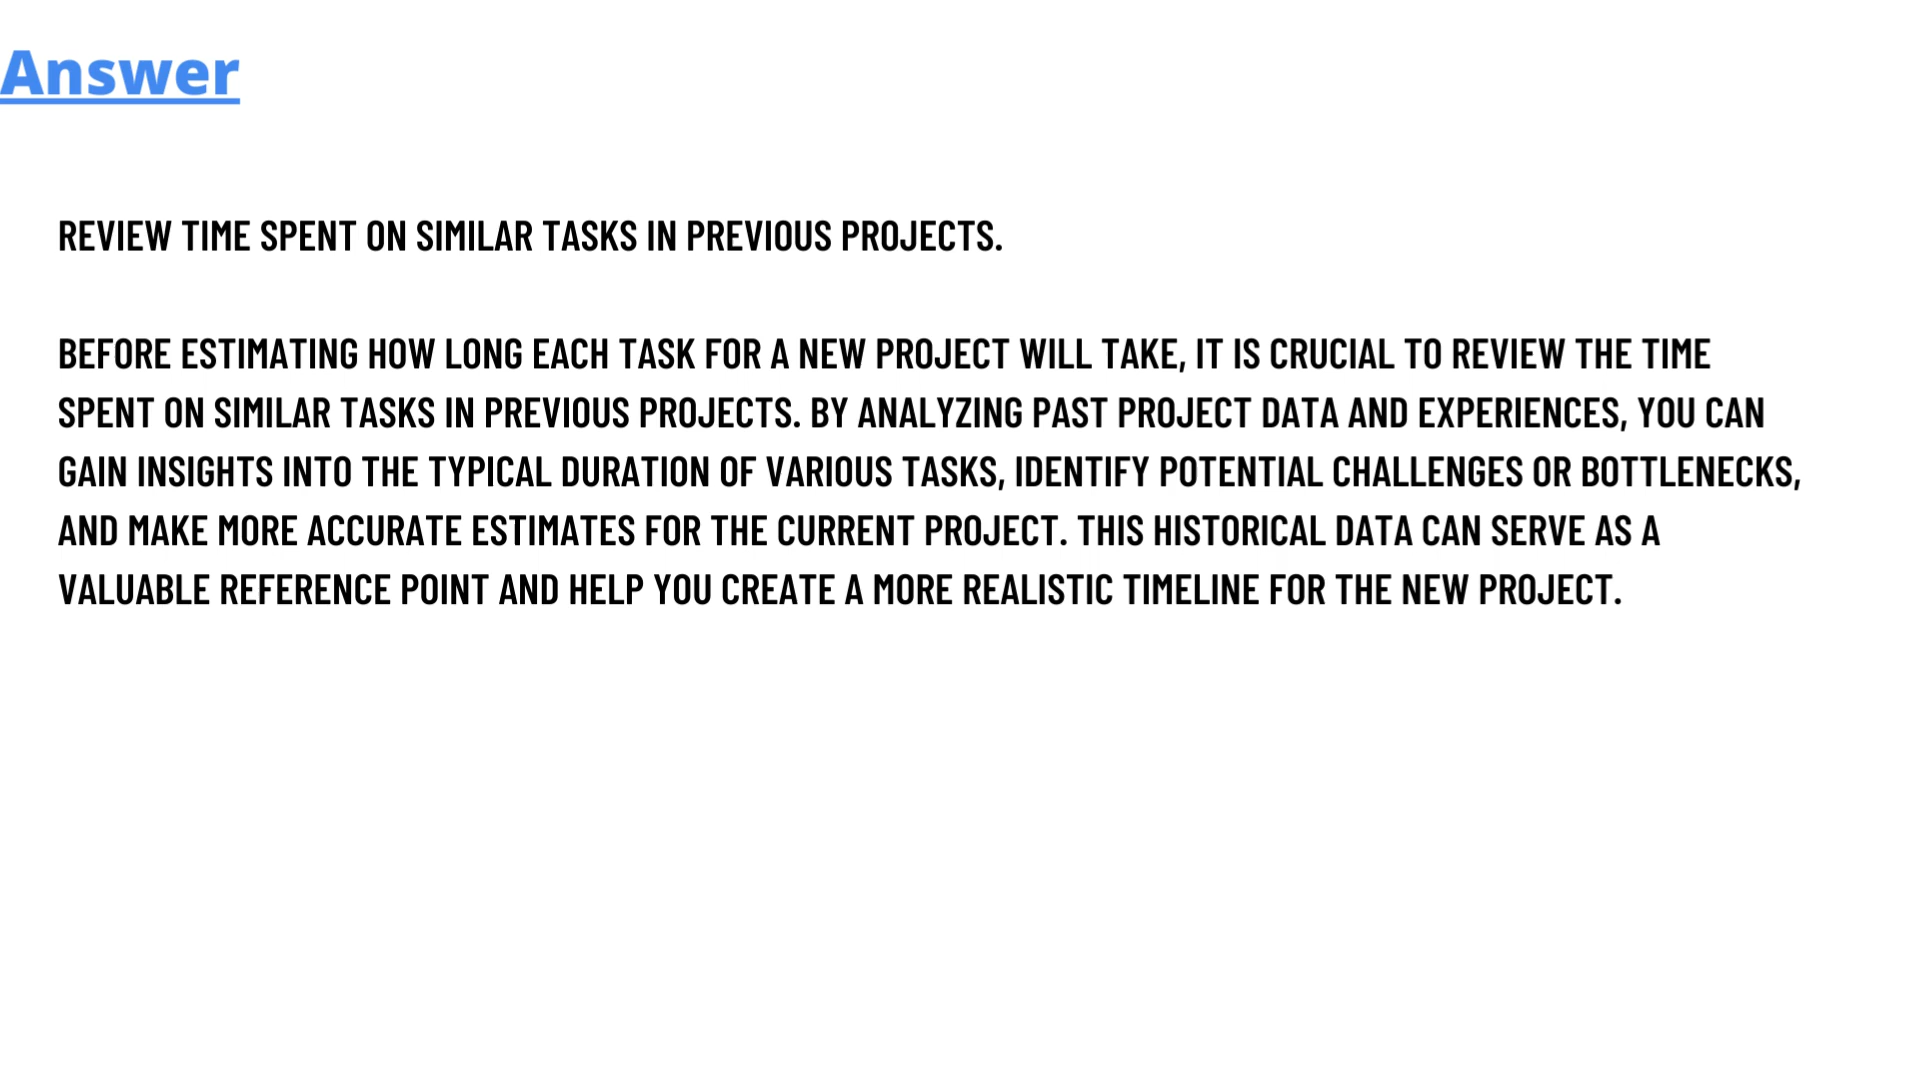 Answer
REVIEW TIME SPENT ON SIMILAR TASKS IN PREVIOUS PROJECTS.
BEFORE ESTIMATING HOW LONG EACH TASK FOR A NEW PROJECT WILL TAKE, IT IS CRUCIAL TO REVIEW THE TIME
SPENT ON SIMILAR TASKS IN PREVIOUS PROJECTS. BY ANALYZING PAST PROJECT DATA AND EXPERIENCES, YOU CAN
GAIN INSIGHTS INTO THE TYPICAL DURATION OF VARIOUS TASKS, IDENTIFY POTENTIAL CHALLENGES OR BOTTLENECKS,
AND MAKE MORE ACCURATE ESTIMATES FOR THE CURRENT PROJECT. THIS HISTORICAL DATA CAN SERVE AS A
VALUABLE REFERENCE POINT AND HELP YOU CREATE A MORE REALISTIC TIMELINE FOR THE NEW PROJECT.